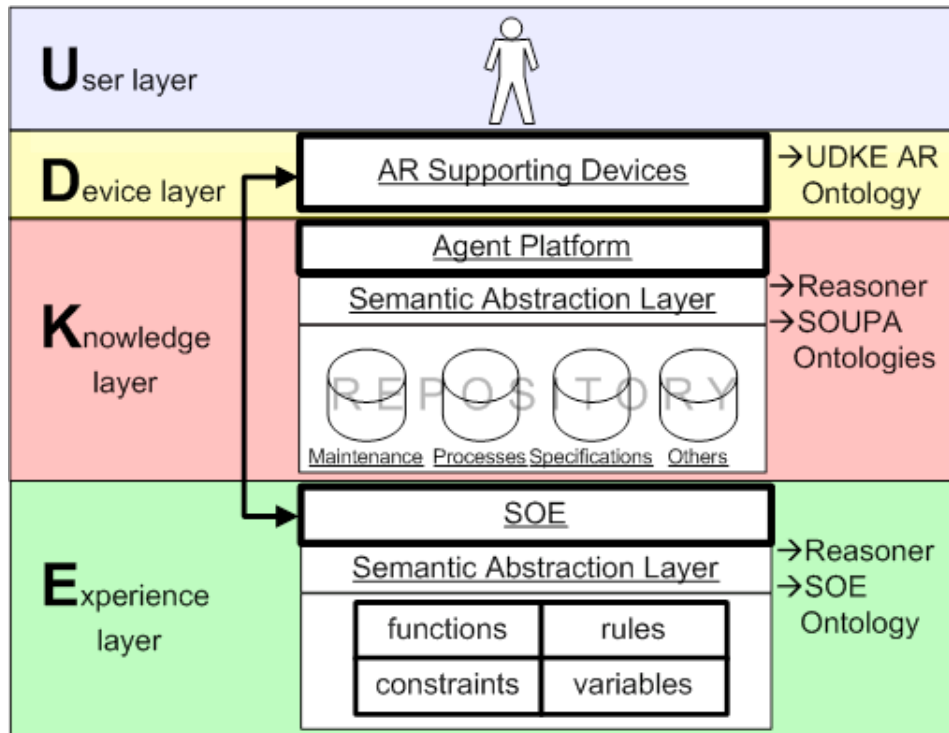 User layer
Device layer
AR Supporting Devices
→UDKE AR
Ontology
Knowledge
layer
Agent Platform
Semantic Abstraction Layer
REPOSITORY
Maintenance Processes Specifications Others
→Reasoner
→SOUPA
Ontologies
Experience
layer
SOE
Semantic Abstraction Layer
functions rules
constraints variables
→Reasoner
→SOE
Ontology